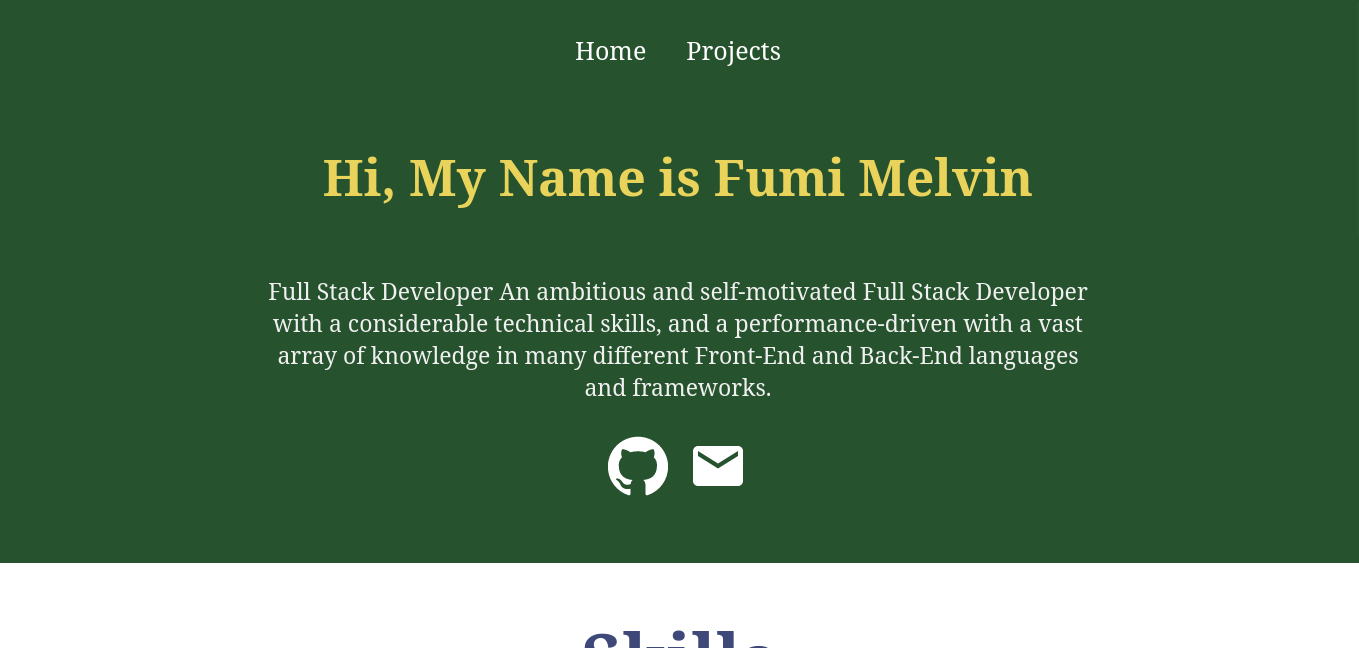 Home Projects
Hi, My Name is Fumi Melvin
Full Stack Developer An ambitious and self-motivated Full Stack Developer
with a considerable technical skills, and a performance-driven with a vast
array of knowledge in many different Front-End and Back-End languages
and frameworks.
Skills